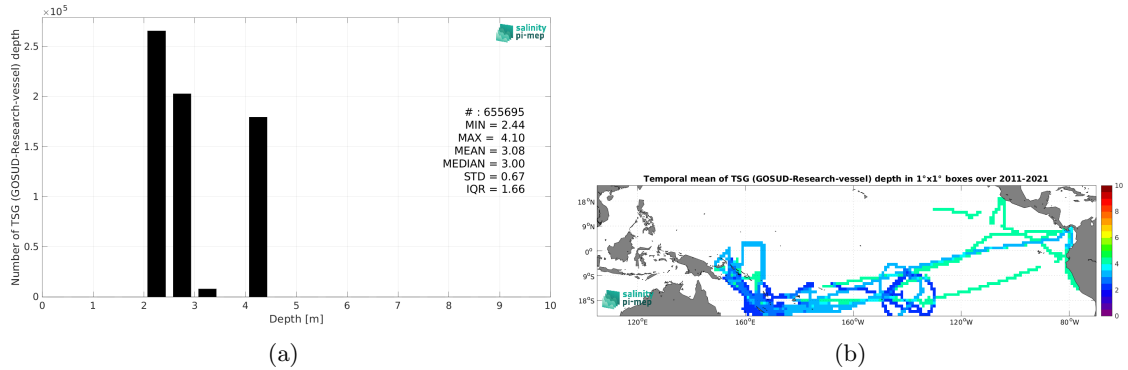 ×10⁵
salinity
pi-mep
Number of TSG (GOSUD-Research-vessel) depth
2.5
2
1.5
1
0.5
0
# : 655695
MIN = 2.44
MAX = 4.10
MEAN = 3.08
MEDIAN = 3.00
STD = 0.67
IQR = 1.66
0 1 2 3 4 5 6 7 8 9 10
Depth [m]
(a)
Temporal mean of TSG (GOSUD-Research-vessel) depth in 1°x1° boxes over 2011-2021
18°N
9°N
0°
9°S
18°S
salinity
pi-mep
120°E 160°E 160°W 120°W 80°W
10
8
6
4
2
0
(b)